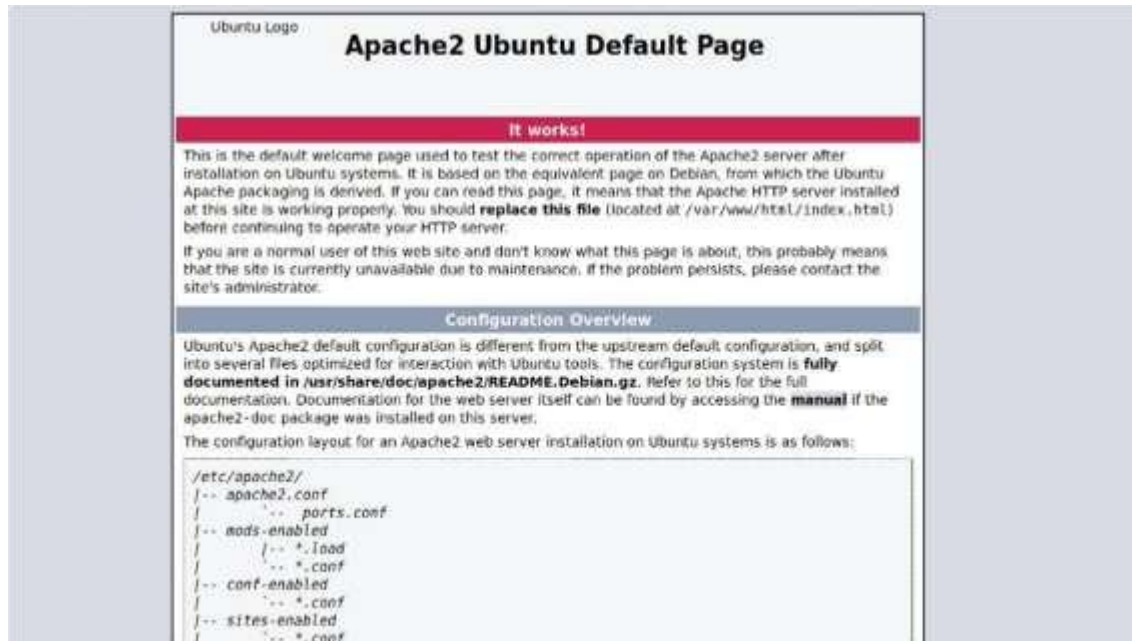 Ubuntu Logo
Apache2 Ubuntu Default Page
It works!
This is the default welcome page used to test the correct operation of the Apache2 server after
installation on Ubuntu systems. It is based on the equivalent page on Debian, from which the Ubuntu
Apache packaging is derived. If you can read this page, it means that the Apache HTTP server installed
at this site is working properly. You should replace this file (located at /var/www/html/index.html)
before continuing to operate your HTTP server.
If you are a normal user of this web site and don't know what this page is about, this probably means
that the site is currently unavailable due to maintenance. If the problem persists, please contact the
site's administrator.
Configuration Overview
Ubuntu's Apache2 default configuration is different from the upstream default configuration, and split
into several files optimized for interaction with Ubuntu tools. The configuration system is fully
documented in /usr/share/doc/apache2/README.Debian.gz. Refer to this for the full
documentation. Documentation for the web server itself can be found by accessing the manual if the
apache2-doc package was installed on this server.
The configuration layout for an Apache2 web server installation on Ubuntu systems is as follows:
/etc/apache2/
|-- apache2.conf
|       `--  ports.conf
|-- mods-enabled
|       |-- *.load
|       `-- *.conf
|-- conf-enabled
|       `-- *.conf
|-- sites-enabled
|       `-- *.conf